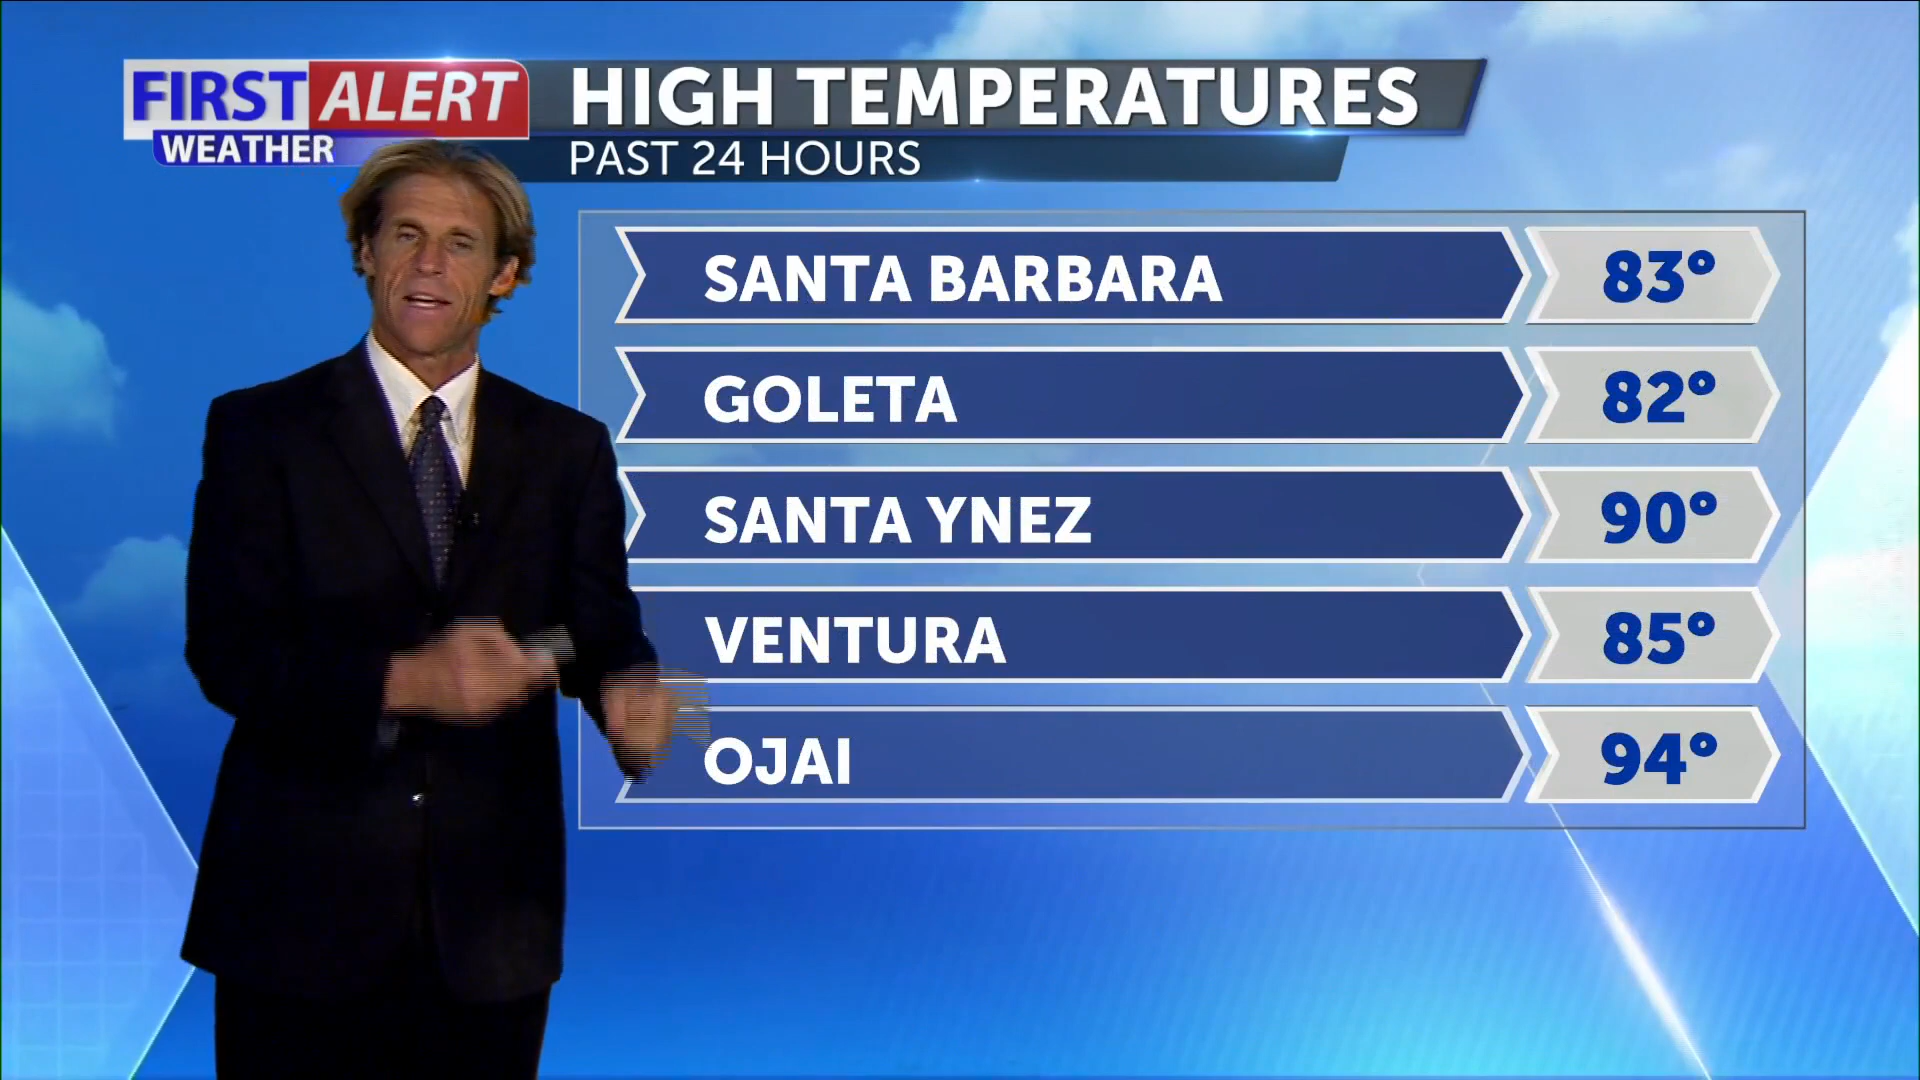 FIRST ALERT
WEATHER
HIGH TEMPERATURES
PAST 24 HOURS
SANTA BARBARA 83°
GOLETA 82°
SANTA YNEZ 90°
VENTURA 85°
OJAI 94°